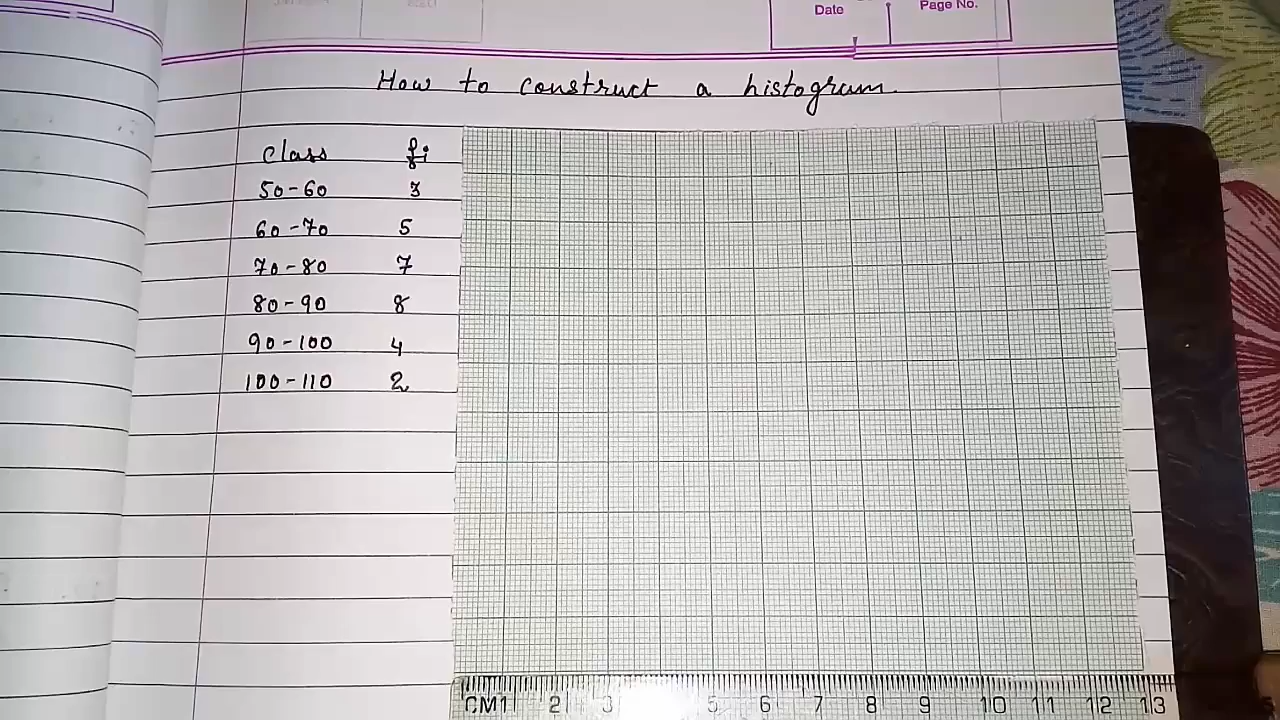 Date
Page No.
How to construct a histogram.
Class fi
50-60 3
60-70 5
70-80 7
80-90 8
90-100 4
100-110 2
CM1 2 3 5 6 7 8 9 10 11 12 13